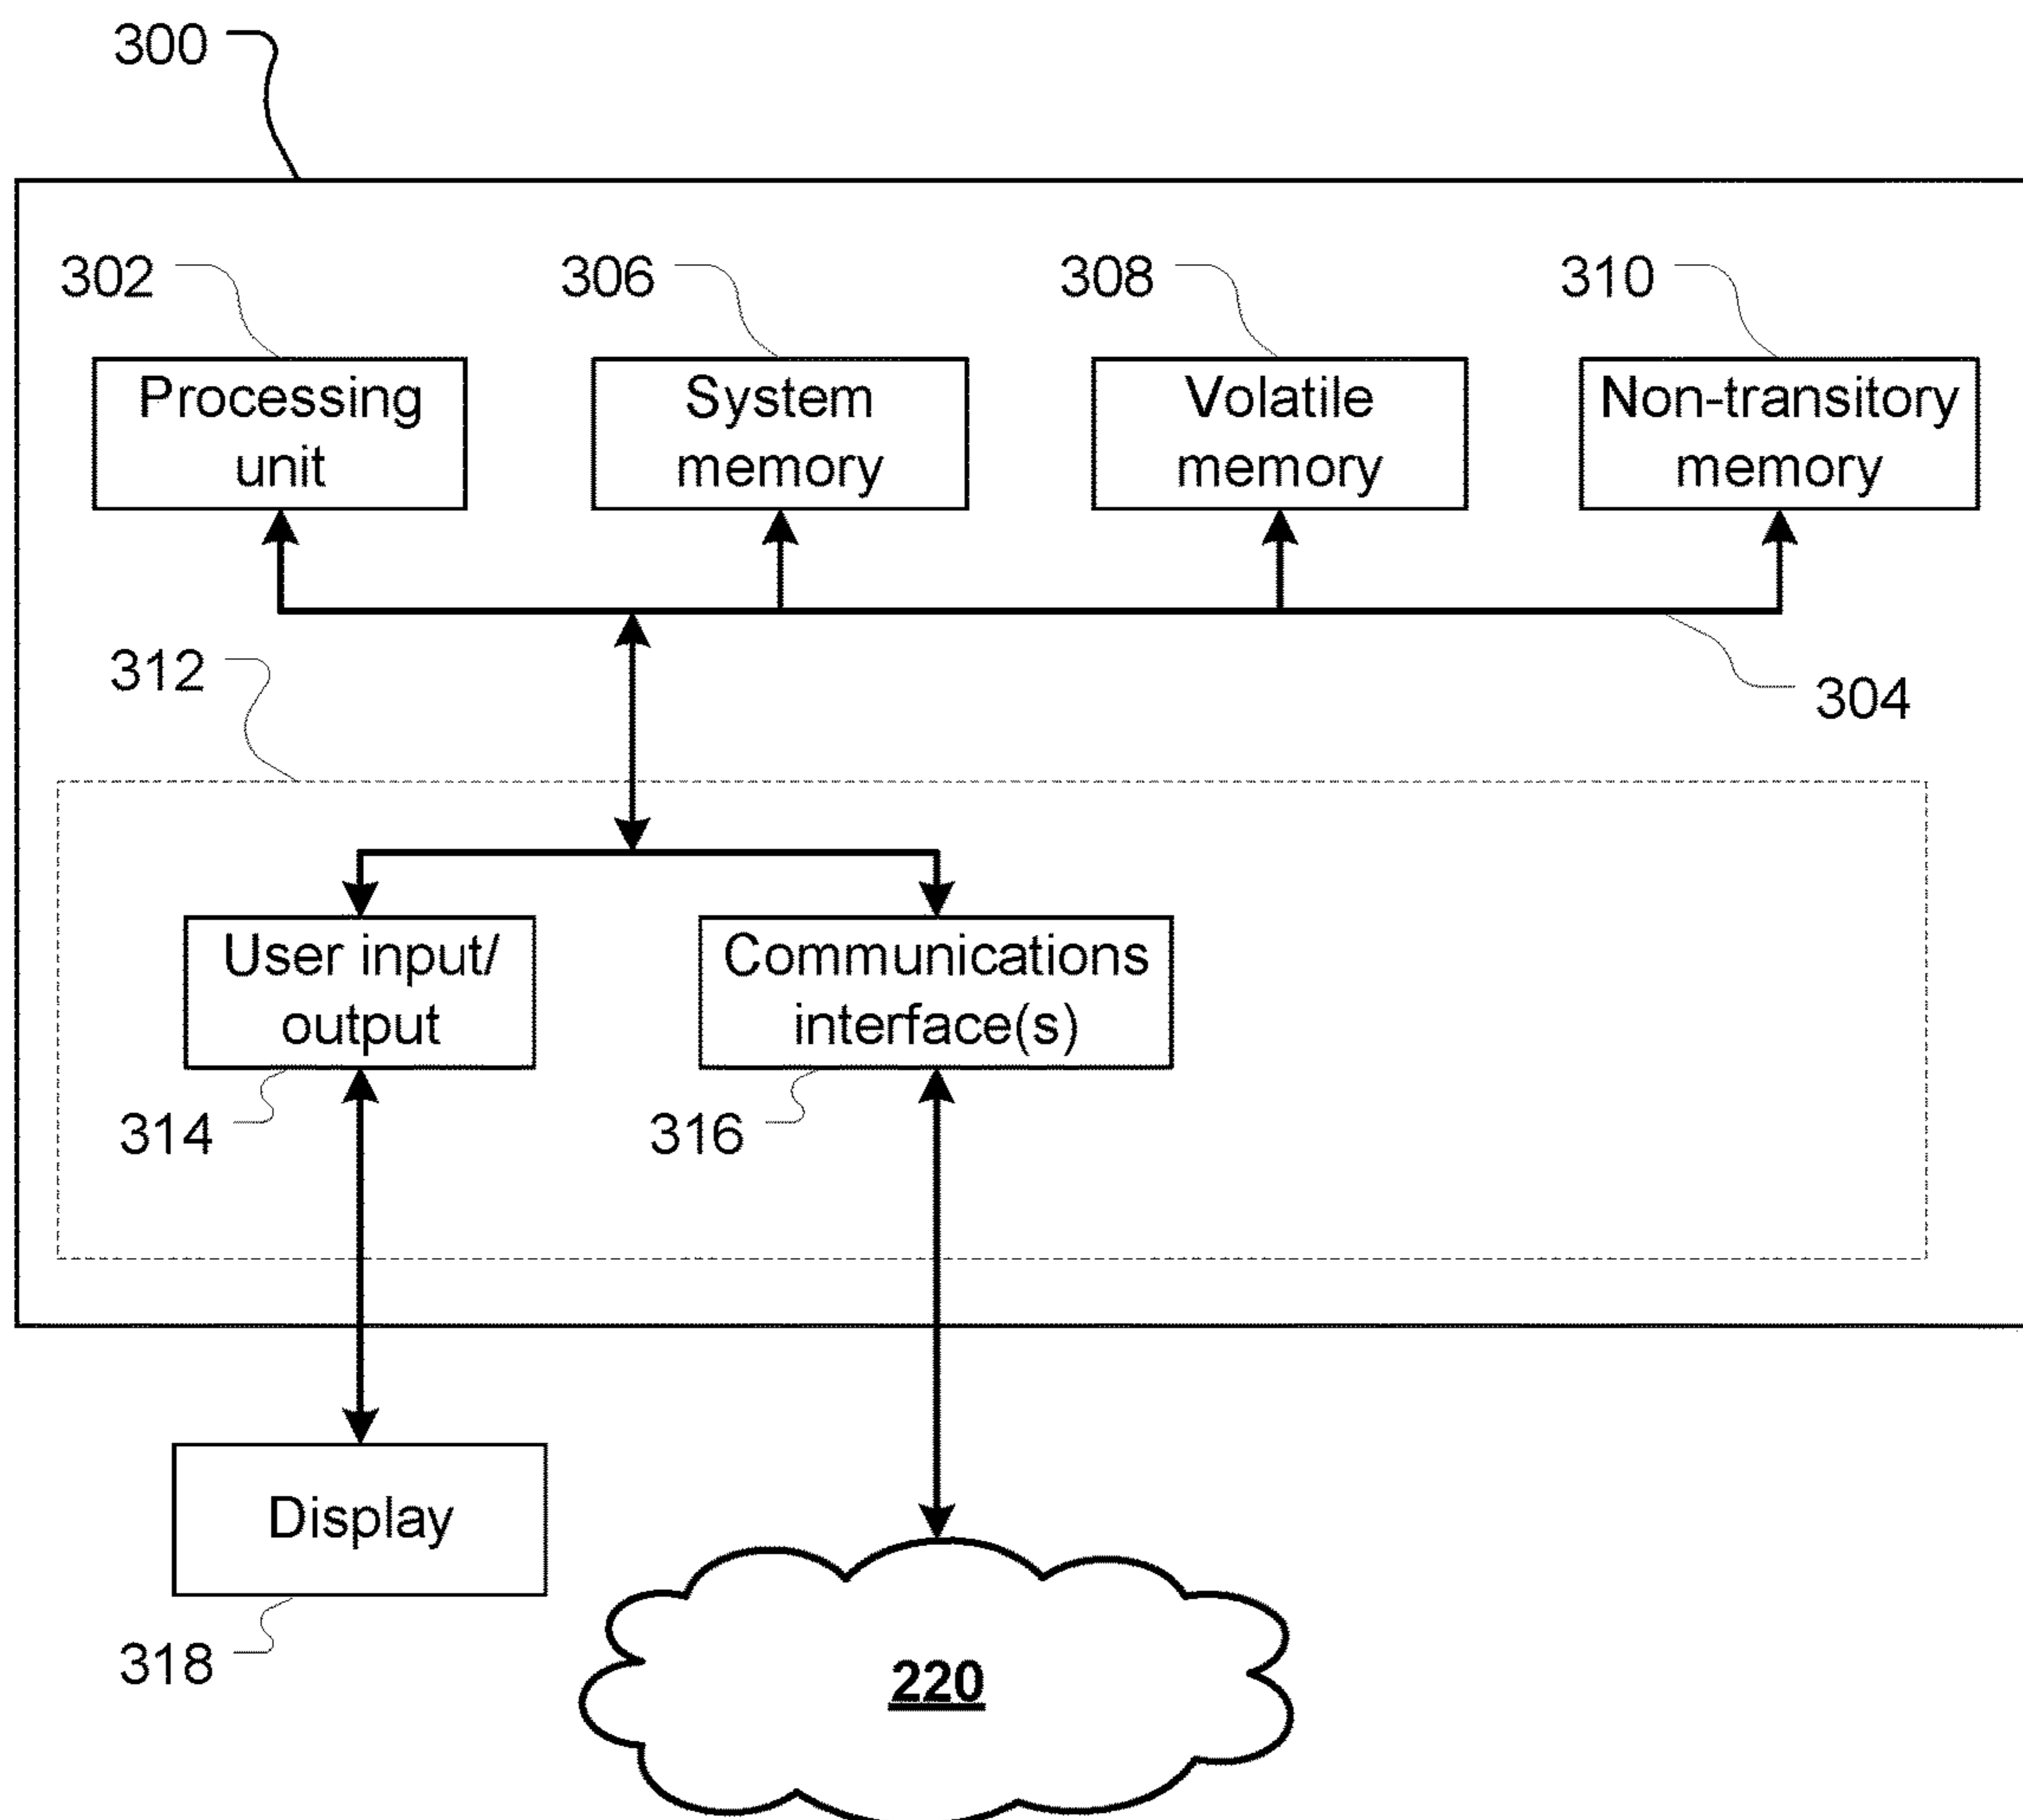 300
302
306
308
310
Processing
unit
System
memory
Volatile
memory
Non-transitory
memory
312
304
User input/
output
Communications
interface(s)
314
316
Display
318
220